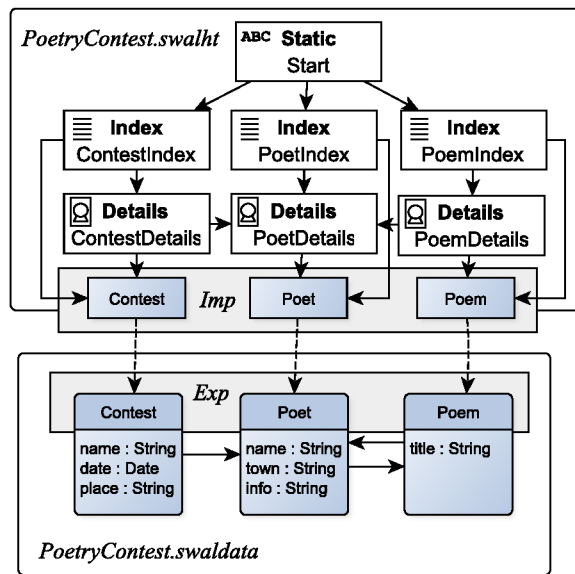 PoetryContest.swalht
ABC Static
Start
Index
ContestIndex
Index
PoetIndex
Index
PoemIndex
Details
ContestDetails
Details
PoetDetails
Details
PoemDetails
Contest
Imp
Poet
Poem
Exp
Contest
name : String
date : Date
place : String
Poet
name : String
town : String
info : String
Poem
title : String
PoetryContest.swaldata